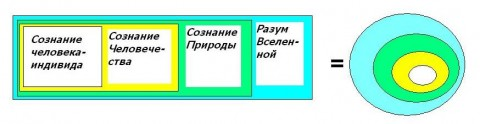 Сознание
человека-
индивида
Сознание
Человече-
ства
Сознание
Природы
Разум
Вселен-
ной
=